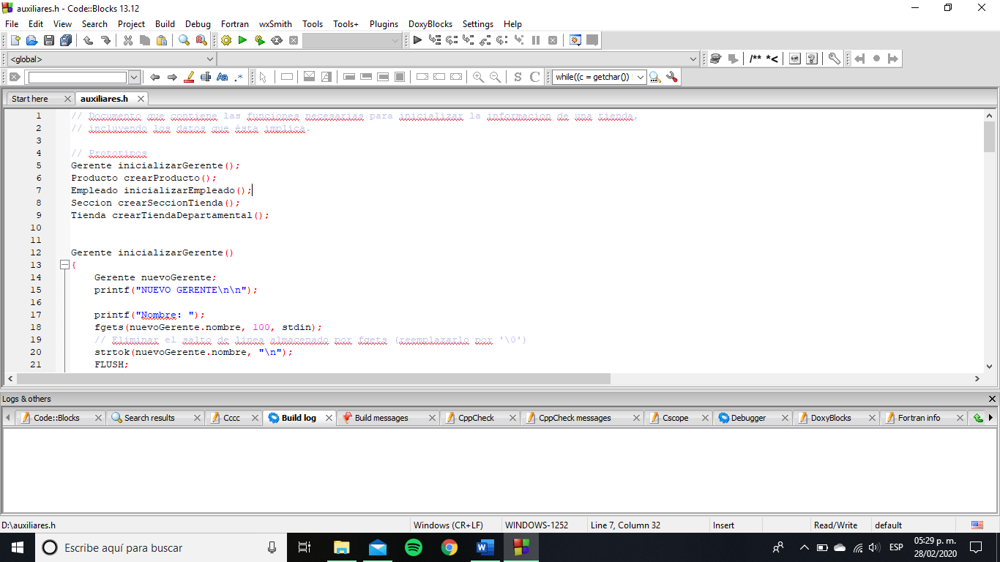 auxiliares.h - Code::Blocks 13.12
File Edit View Search Project Build Debug Fortran wxSmith Tools Tools+ Plugins DoxyBlocks Settings Help
<global>
/** *<
Aa .* S C while((c = getchar())
Start here auxiliares.h
1 // Documento que contiene las funciones necesarias para inicializar la informacion de una tienda,
2 // incluyendo los datos que ésta implica.
3
4 // Prototipos
5 Gerente inicializarGerente();
6 Producto crearProducto();
7 Empleado inicializarEmpleado();
8 Seccion crearSeccionTienda();
9 Tienda crearTiendaDepartamental();
10
11
12 Gerente inicializarGerente()
13 {
14 Gerente nuevoGerente;
15 printf("NUEVO GERENTE\n\n");
16
17 printf("Nombre: ");
18 fgets(nuevoGerente.nombre, 100, stdin);
19 // Eliminar el salto de linea almacenado por fgets (reemplazarlo por '\0')
20 strtok(nuevoGerente.nombre, "\n");
21 FLUSH;
Logs & others
Code::Blocks Search results Cccc Build log Build messages CppCheck CppCheck messages Cscope Debugger DoxyBlocks Fortran info
D:\auxiliares.h Windows (CR+LF) WINDOWS-1252 Line 7, Column 32 Insert Read/Write default
Escribe aquí para buscar
ESP
05:29 p. m.
28/02/2020